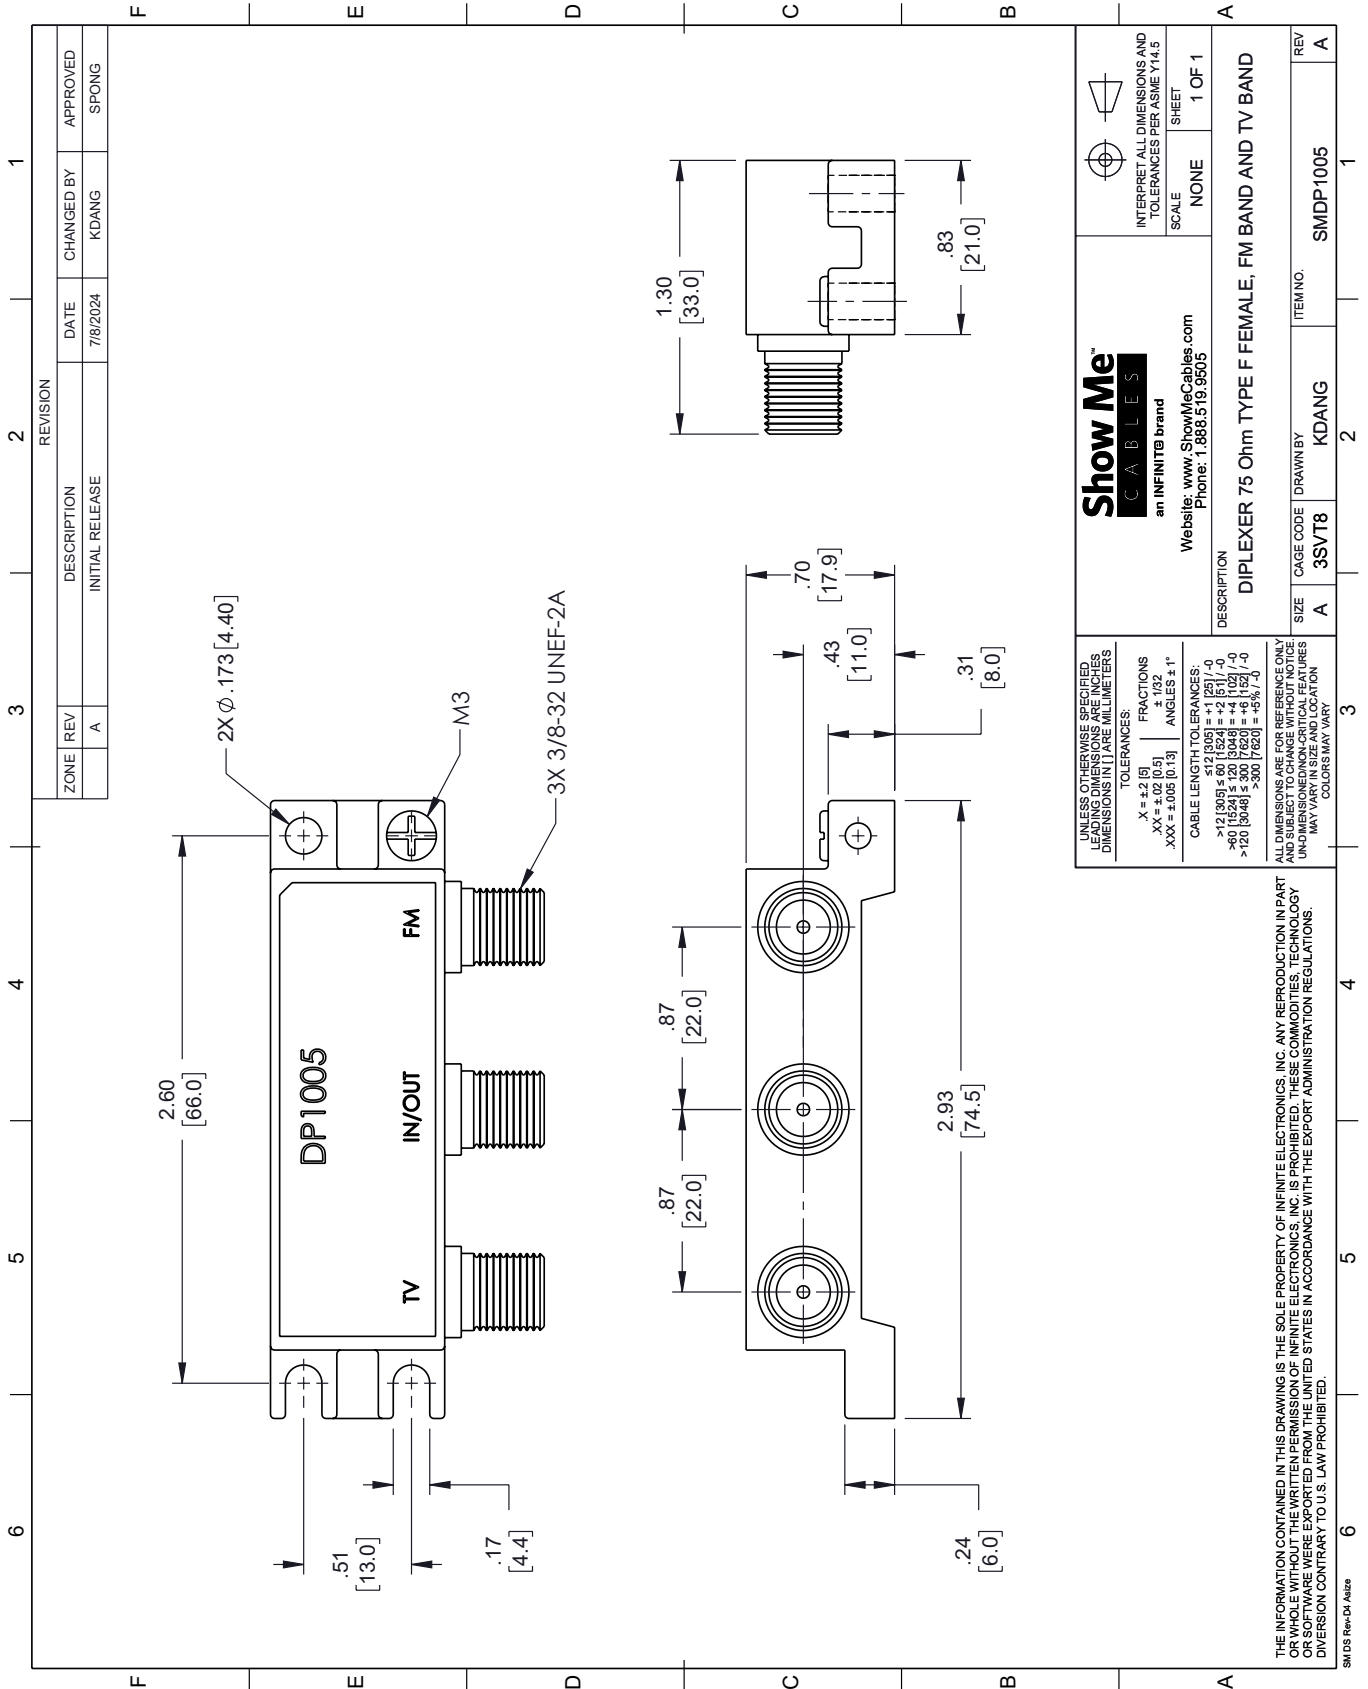 6
5
4
3
2
1
F
E
D
C
B
A
REVISION
ZONE REV DESCRIPTION DATE CHANGED BY APPROVED
A INITIAL RELEASE 7/8/2024 KDANG SPONG
2.60
[66.0]
2X Ø .173 [4.40]
M3
3X 3/8-32 UNEF-2A
DP1005
TV IN/OUT FM
.51
[13.0]
.17
[4.4]
.87
[22.0]
.87
[22.0]
.70
[17.9]
.43
[11.0]
.31
[8.0]
2.93
[74.5]
.24
[6.0]
1.30
[33.0]
.83
[21.0]
UNLESS OTHERWISE SPECIFIED
LEADING DIMENSIONS ARE INCHES
DIMENSIONS IN [ ] ARE MILLIMETERS
TOLERANCES:
.X = ±.2 [5] FRACTIONS
.XX = ±.02 [0.5] ± 1/32
.XXX = ±.005 [0.13] ANGLES ± 1°
CABLE LENGTH TOLERANCES:
≤12 [305] = +1 [25] / -0
>12 [305] ≤ 60 [1524] = +2 [51] / -0
>60 [1524] ≤ 120 [3048] = +4 [102] / -0
>120 [3048] ≤ 300 [7620] = +6 [152] / -0
>300 [7620] = +5% / -0
ALL DIMENSIONS ARE FOR REFERENCE ONLY
AND SUBJECT TO CHANGE WITHOUT NOTICE.
UN-DIMENSIONED/NON-CRITICAL FEATURES
MAY VARY IN SIZE AND LOCATION
COLORS MAY VARY
Show Me™
CABLES
an INFINIT@ brand
Website: www.ShowMeCables.com
Phone: 1.888.519.9505
INTERPRET ALL DIMENSIONS AND
TOLERANCES PER ASME Y14.5
SCALE NONE
SHEET 1 OF 1
DESCRIPTION
DIPLEXER 75 Ohm TYPE F FEMALE, FM BAND AND TV BAND
SIZE CAGE CODE DRAWN BY ITEM NO. REV
A 3SVT8 KDANG SMDP1005 A
THE INFORMATION CONTAINED IN THIS DRAWING IS THE SOLE PROPERTY OF INFINITE ELECTRONICS, INC. ANY REPRODUCTION IN PART
OR WHOLE WITHOUT THE WRITTEN PERMISSION OF INFINITE ELECTRONICS, INC. IS PROHIBITED. THESE COMMODITIES, TECHNOLOGY
OR SOFTWARE WERE EXPORTED FROM THE UNITED STATES IN ACCORDANCE WITH THE EXPORT ADMINISTRATION REGULATIONS.
DIVERSION CONTRARY TO U.S. LAW PROHIBITED.
SM DS Rev-D4 Asize
6
5
4
3
2
1
F
E
D
C
B
A